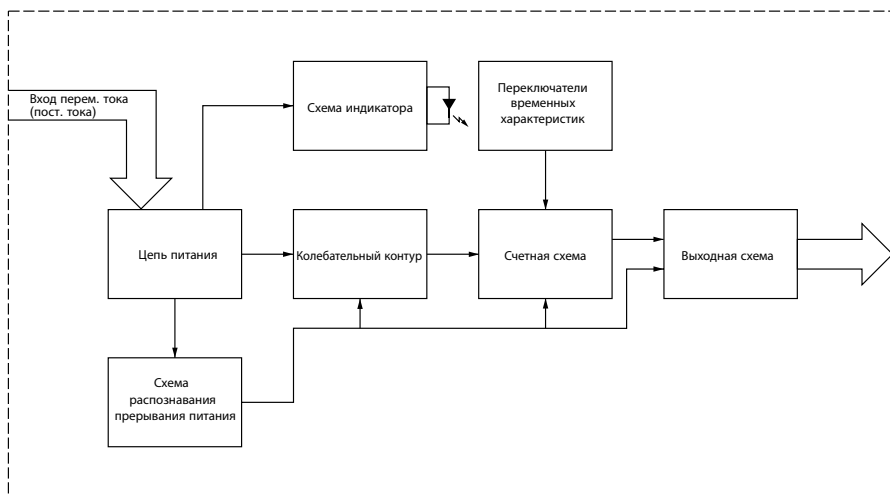 Вход перем. тока
(пост. тока)
Схема индикатора
Переключатели
временных
характеристик
Цепь питания
Колебательный контур
Счетная схема
Выходная схема
Схема
распознавания
прерывания питания